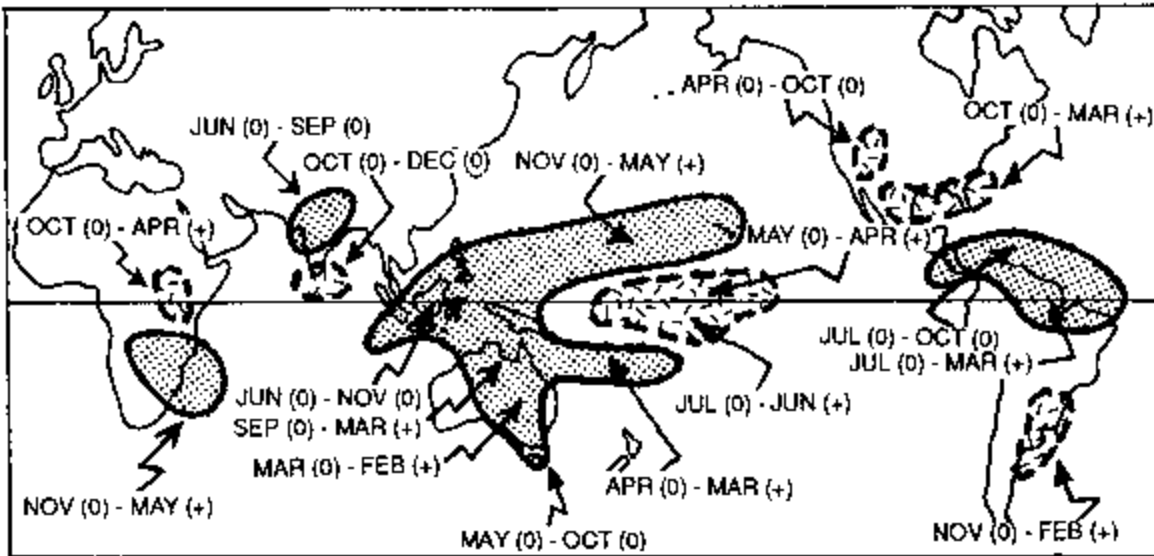 APR (0) - OCT (0)
OCT (0) - MAR (+)
JUN (0) - SEP (0)
OCT (0) - DEC (0)
NOV (0) - MAY (+)
OCT (0) - APR (+)
MAY (0) - APR (+)
JUL (0) - OCT (0)
JUL (0) - MAR (+)
JUN (0) - NOV (0)
SEP (0) - MAR (+)
JUL (0) - JUN (+)
MAR (0) - FEB (+)
APR (0) - MAR (+)
NOV (0) - MAY (+)
MAY (0) - OCT (0)
NOV (0) - FEB (+)